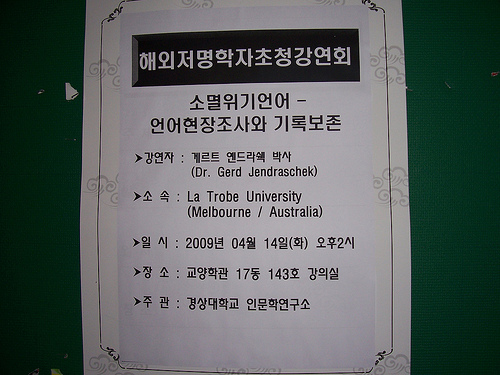 해외저명학자초청강연회
소멸위기언어 –
언어현장조사와 기록보존
➤강연자 : 게르트 엔드라쉑 박사
(Dr. Gerd Jendraschek)
➤소 속 : La Trobe University
(Melbourne / Australia)
➤일 시 : 2009년 04월 14일(화) 오후2시
➤장 소 : 교양학관 17동 143호 강의실
➤주 관 : 경상대학교 인문학연구소